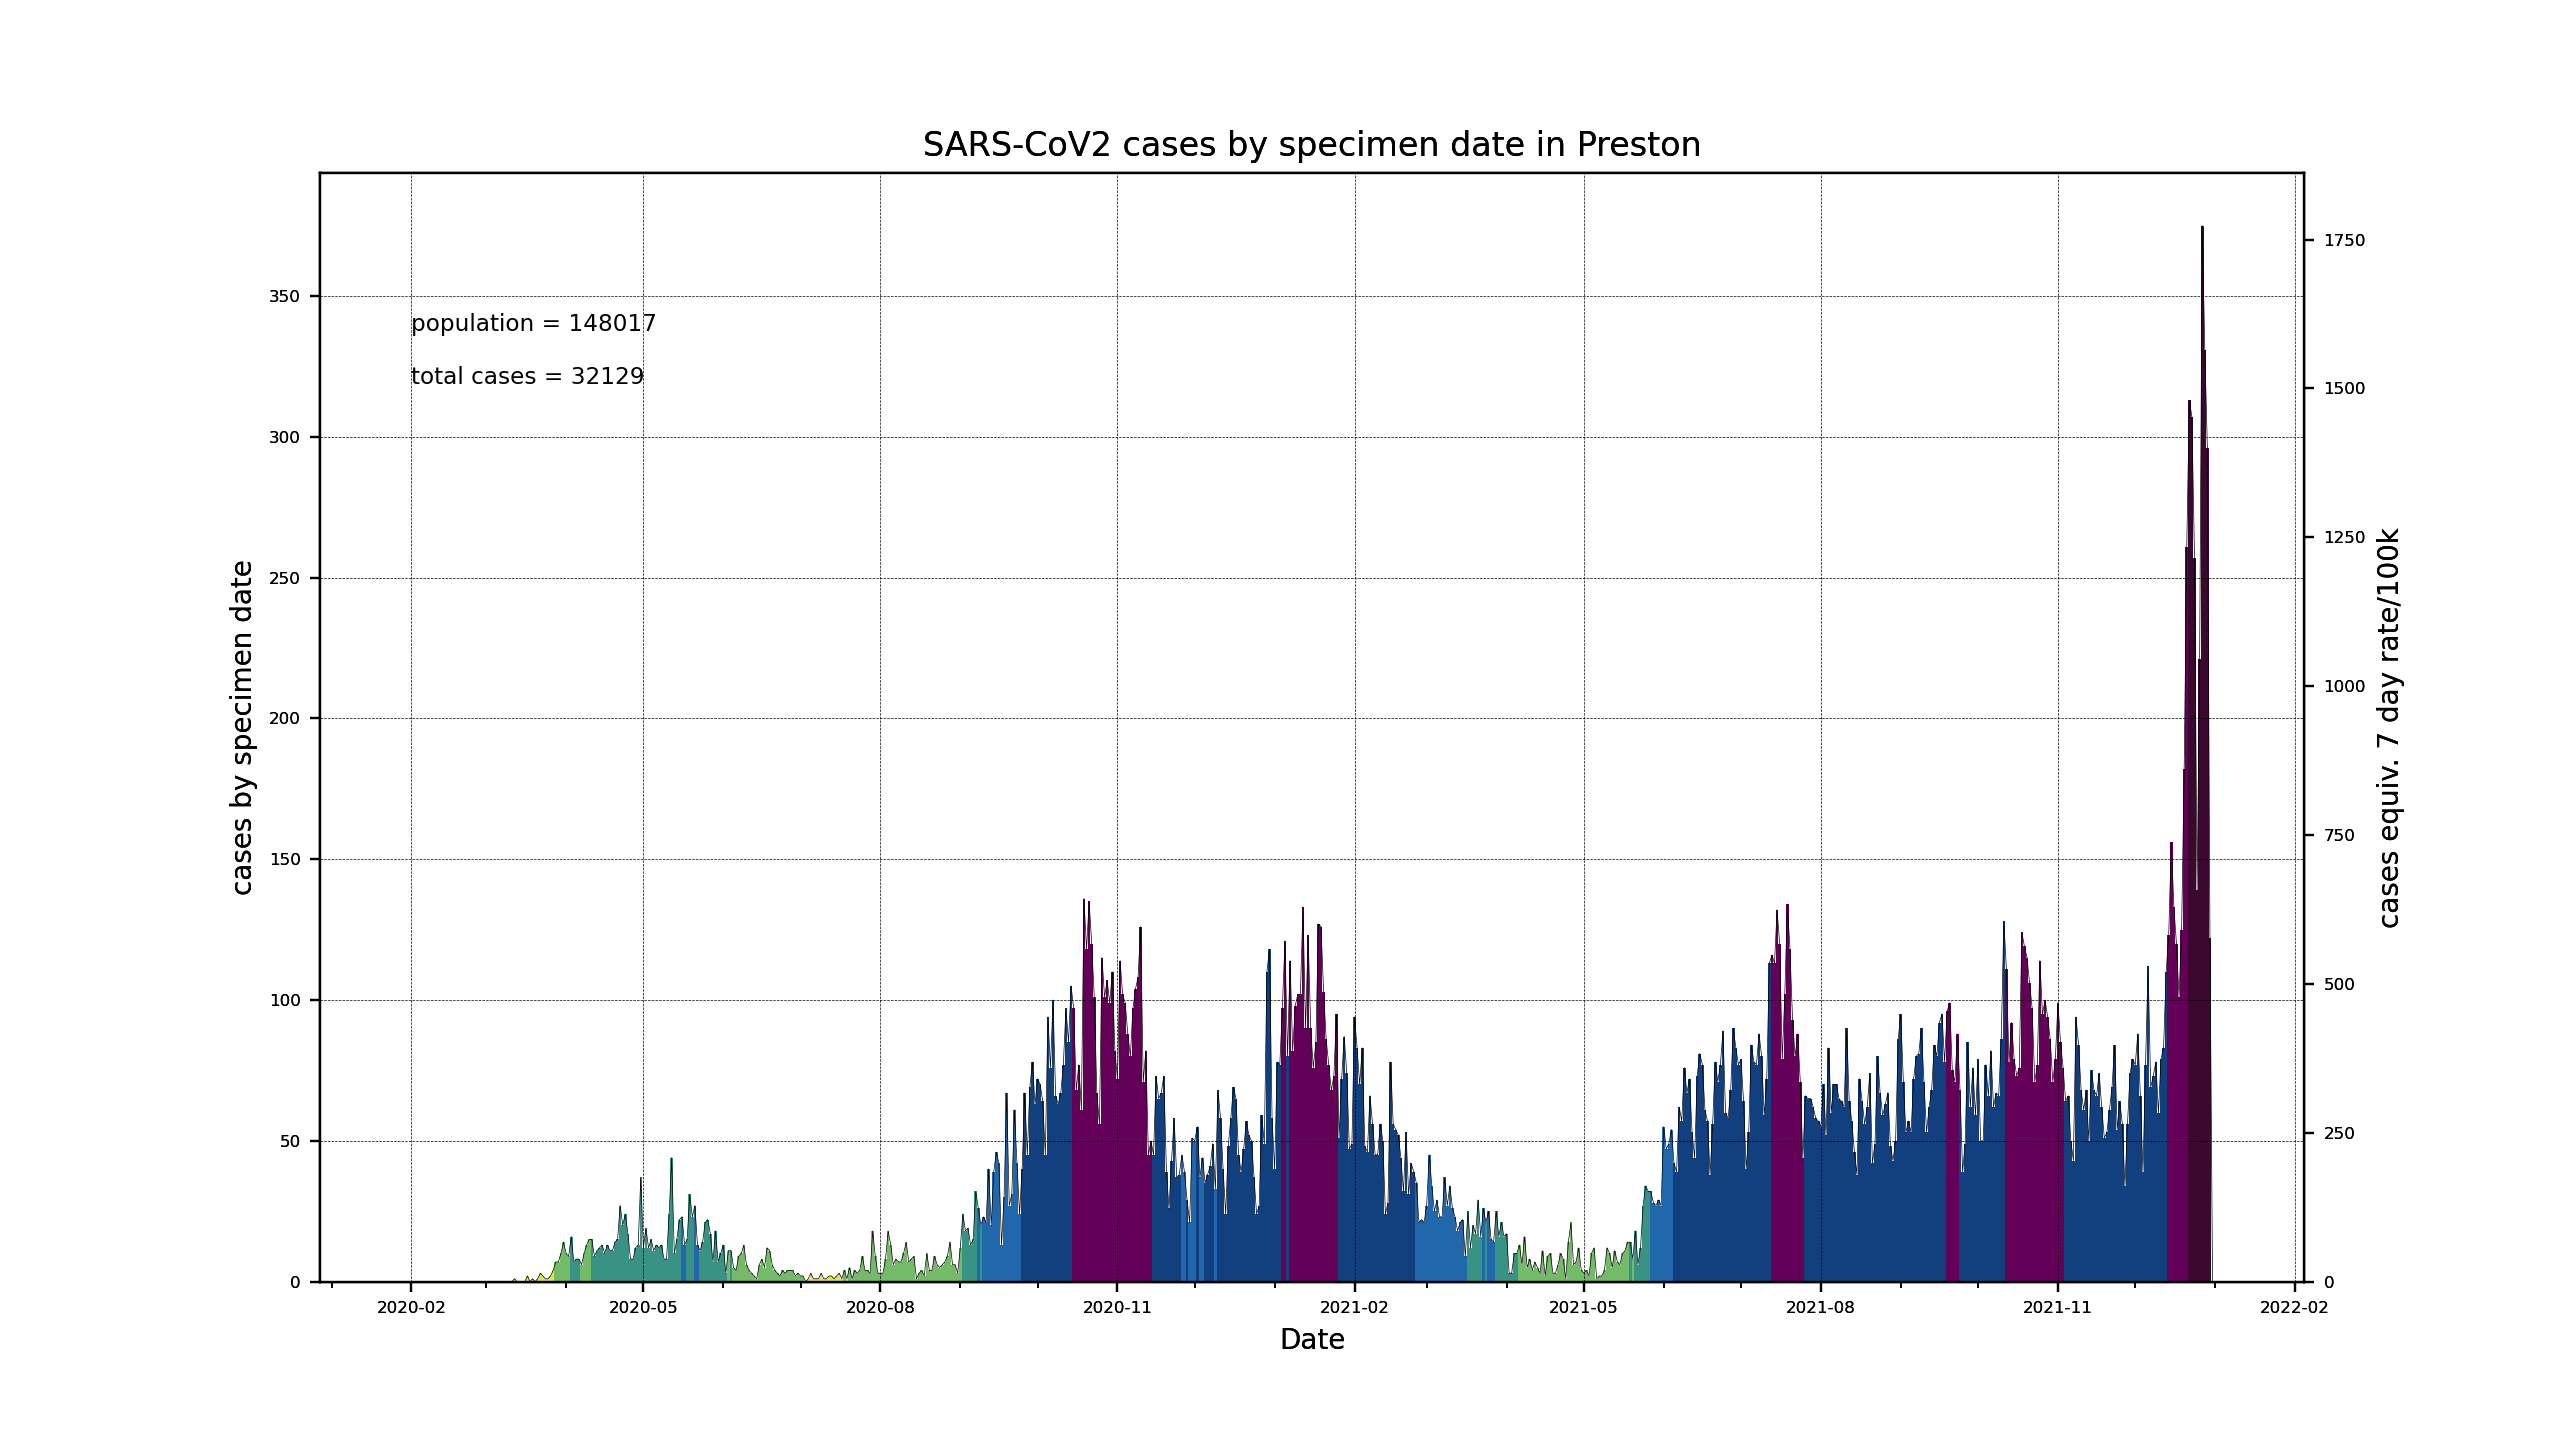 SARS-CoV2 cases by specimen date in Preston
population = 148017
total cases = 32129
cases by specimen date
350
300
250
200
150
100
50
0
cases equiv. 7 day rate/100k
1750
1500
1250
1000
750
500
250
0
2020-02 2020-05 2020-08 2020-11 2021-02 2021-05 2021-08 2021-11 2022-02
Date